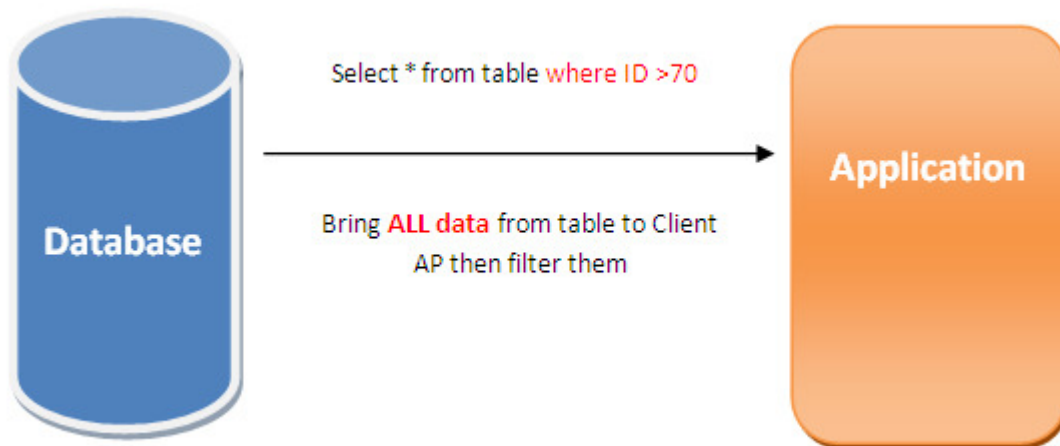 Select * from table where ID >70
Application
Database
Bring ALL data from table to Client
AP then filter them